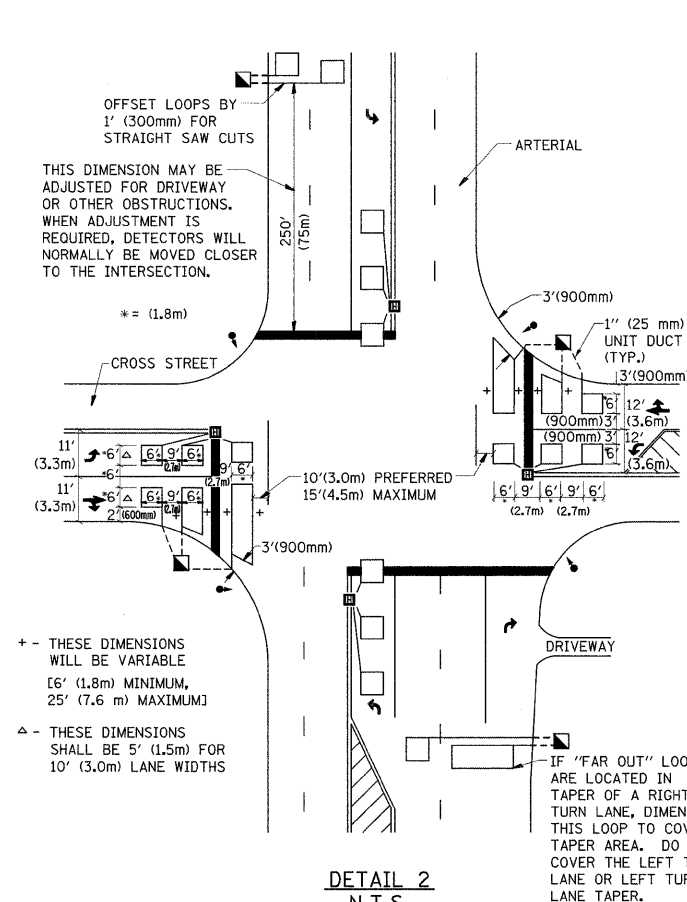 OFFSET LOOPS BY
1' (300mm) FOR
STRAIGHT SAW CUTS
ARTERIAL
THIS DIMENSION MAY BE
ADJUSTED FOR DRIVEWAY
OR OTHER OBSTRUCTIONS.
WHEN ADJUSTMENT IS
REQUIRED, DETECTORS WILL
NORMALLY BE MOVED CLOSER
TO THE INTERSECTION.
250'
(75m)
*= (1.8m)
3'(900mm)
1" (25 mm)
UNIT DUCT
(TYP.)
CROSS STREET
3'(900mm)
*6' 12'
(900mm)3' (3.6m)
(900mm)3' 12'
*6' (3.6m)
11' *6' △ 6' 9' 6'
(3.3m) (2.7m) 9' 6'
*6' (2.7m)
10'(3.0m) PREFERRED
15'(4.5m) MAXIMUM
6' 9' 6' 9' 6'
(2.7m) (2.7m)
11' *6' △ 6' 9' 6'
(3.3m) (2.7m)
2' (600mm)
3'(900mm)
+ - THESE DIMENSIONS
WILL BE VARIABLE
[6' (1.8m) MINIMUM,
25' (7.6 m) MAXIMUM]
DRIVEWAY
△ - THESE DIMENSIONS
SHALL BE 5' (1.5m) FOR
10' (3.0m) LANE WIDTHS
IF "FAR OUT" LOO
ARE LOCATED IN
TAPER OF A RIGHT
TURN LANE, DIMEN
THIS LOOP TO COV
TAPER AREA. DO
COVER THE LEFT T
LANE OR LEFT TUR
LANE TAPER.
DETAIL 2
N.T.S.